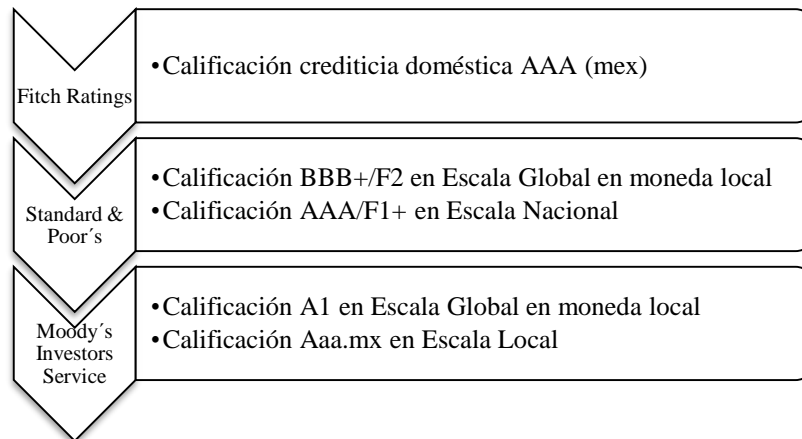 Fitch Ratings
•Calificación crediticia doméstica AAA (mex)
Standard &
Poor´s
•Calificación BBB+/F2 en Escala Global en moneda local
•Calificación AAA/F1+ en Escala Nacional
Moody´s
Investors
Service
•Calificación A1 en Escala Global en moneda local
•Calificación Aaa.mx en Escala Local